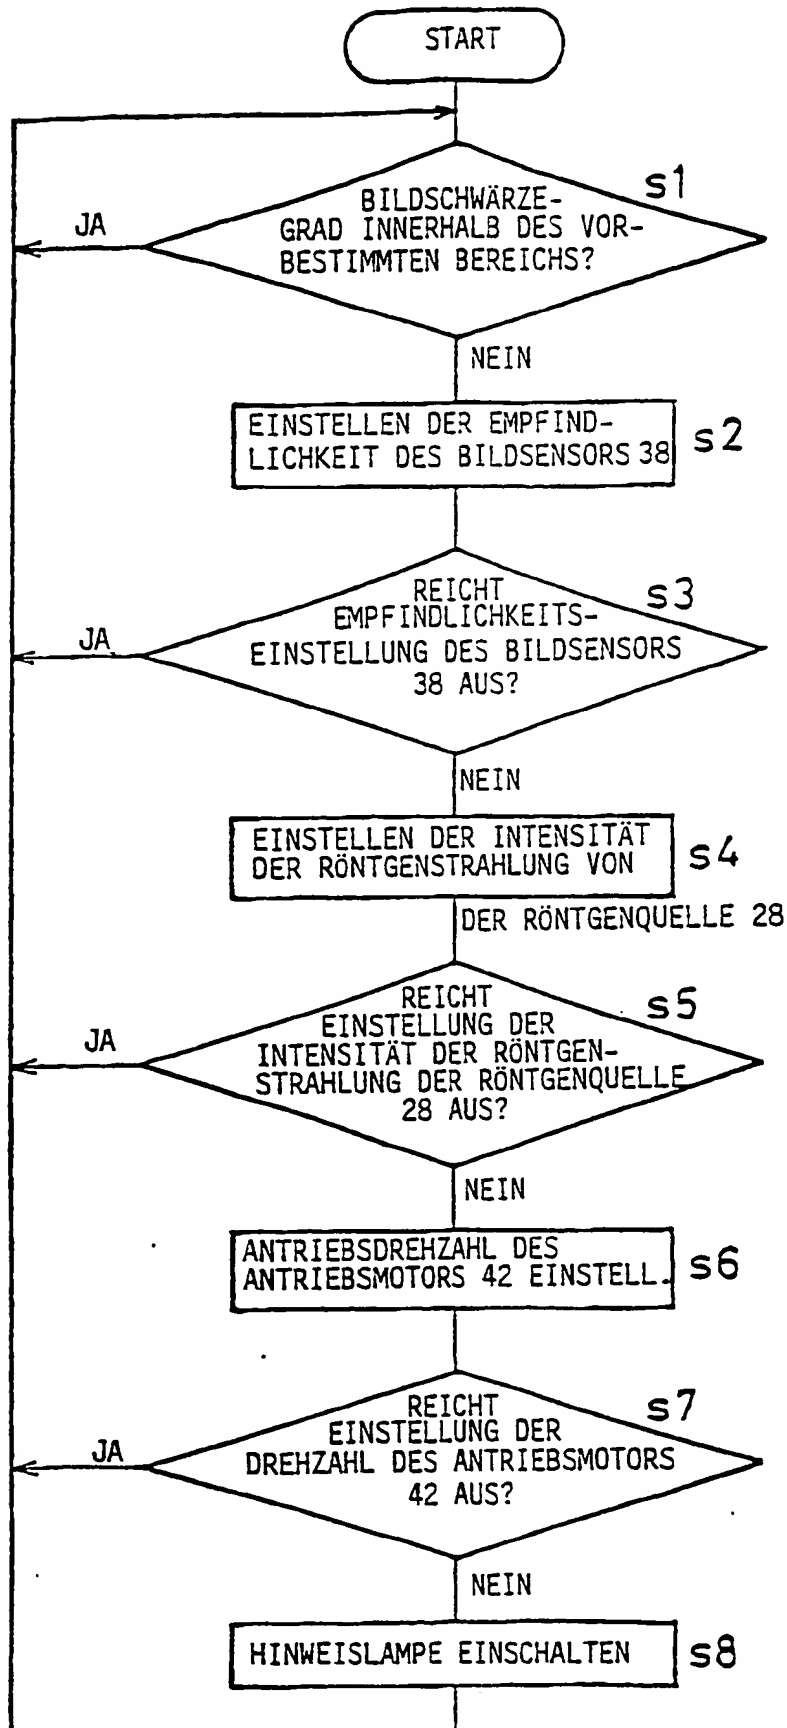 START
s1
BILDSCHWÄRZE-
GRAD INNERHALB DES VOR-
BESTIMMTEN BEREICHS?
JA
NEIN
EINSTELLEN DER EMPFIND-
LICHKEIT DES BILDSENSORS 38
s2
REICHT
s3
EMPFINDLICHKEITS-
EINSTELLUNG DES BILDSENSORS
38 AUS?
JA
NEIN
EINSTELLEN DER INTENSITÄT
DER RÖNTGENSTRAHLUNG VON
s4
DER RÖNTGENQUELLE 28
REICHT
s5
EINSTELLUNG DER
INTENSITÄT DER RÖNTGEN-
STRAHLUNG DER RÖNTGENQUELLE
28 AUS?
JA
NEIN
ANTRIEBSDREHZAHL DES
ANTRIEBSMOTORS 42 EINSTELL.
s6
REICHT
s7
EINSTELLUNG DER
DREHZAHL DES ANTRIEBSMOTORS
42 AUS?
JA
NEIN
HINWEISLAMPE EINSCHALTEN
s8